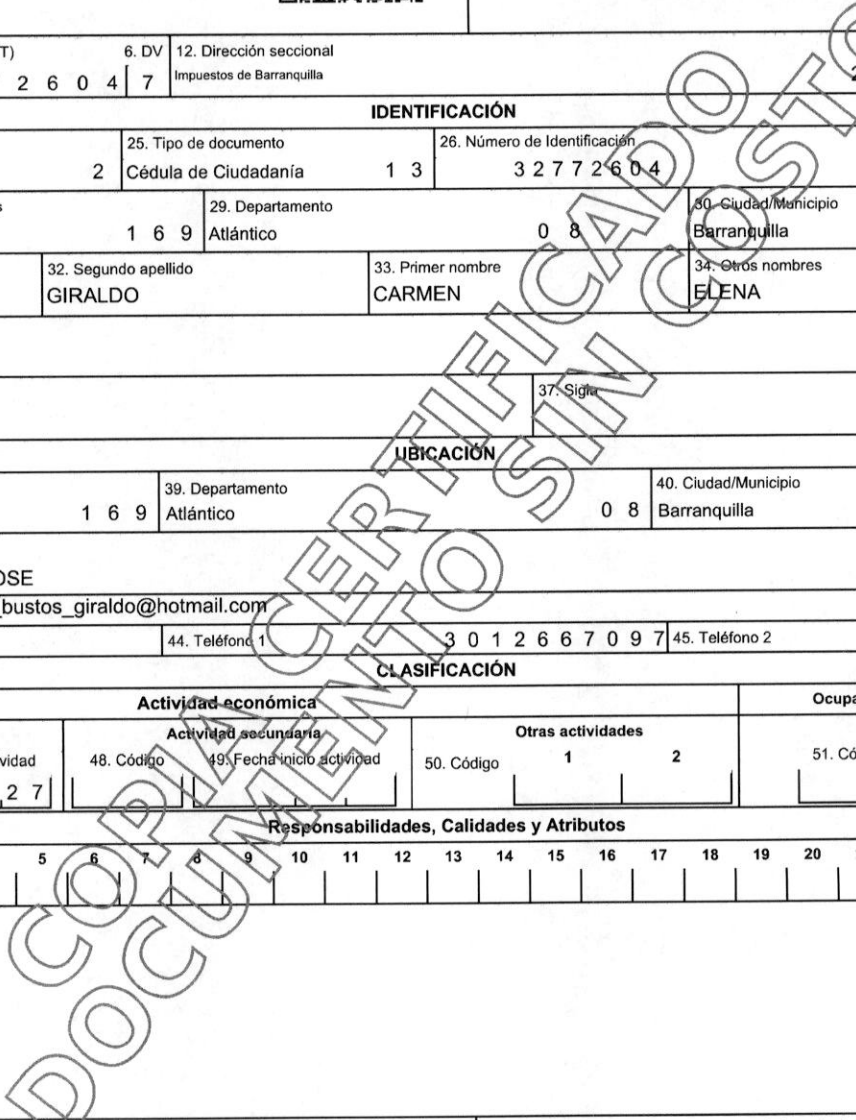 T) 6. DV 12. Dirección seccional
2 6 0 4 7 Impuestos de Barranquilla 2
IDENTIFICACIÓN
25. Tipo de documento 26. Número de Identificación
2 Cédula de Ciudadanía 1 3 3 2 7 7 2 6 0 4
s 29. Departamento 30. Ciudad/Municipio
1 6 9 Atlántico 0 8 Barranquilla
32. Segundo apellido 33. Primer nombre 34. Otros nombres
GIRALDO CARMEN ELENA
37. Sigla
UBICACIÓN
39. Departamento 40. Ciudad/Municipio
1 6 9 Atlántico 0 8 Barranquilla
OSE
_bustos_giraldo@hotmail.com
44. Teléfono 1 3 0 1 2 6 6 7 0 9 7 45. Teléfono 2
CLASIFICACIÓN
Actividad económica Ocupa
Actividad secundaria Otras actividades
vidad 48. Código 49. Fecha inicio actividad 50. Código 1 2 51. Có
2 7
Responsabilidades, Calidades y Atributos
5 6 7 8 9 10 11 12 13 14 15 16 17 18 19 20
COPIA CERTIFICADO
DOCUMENTO SIN COSTO